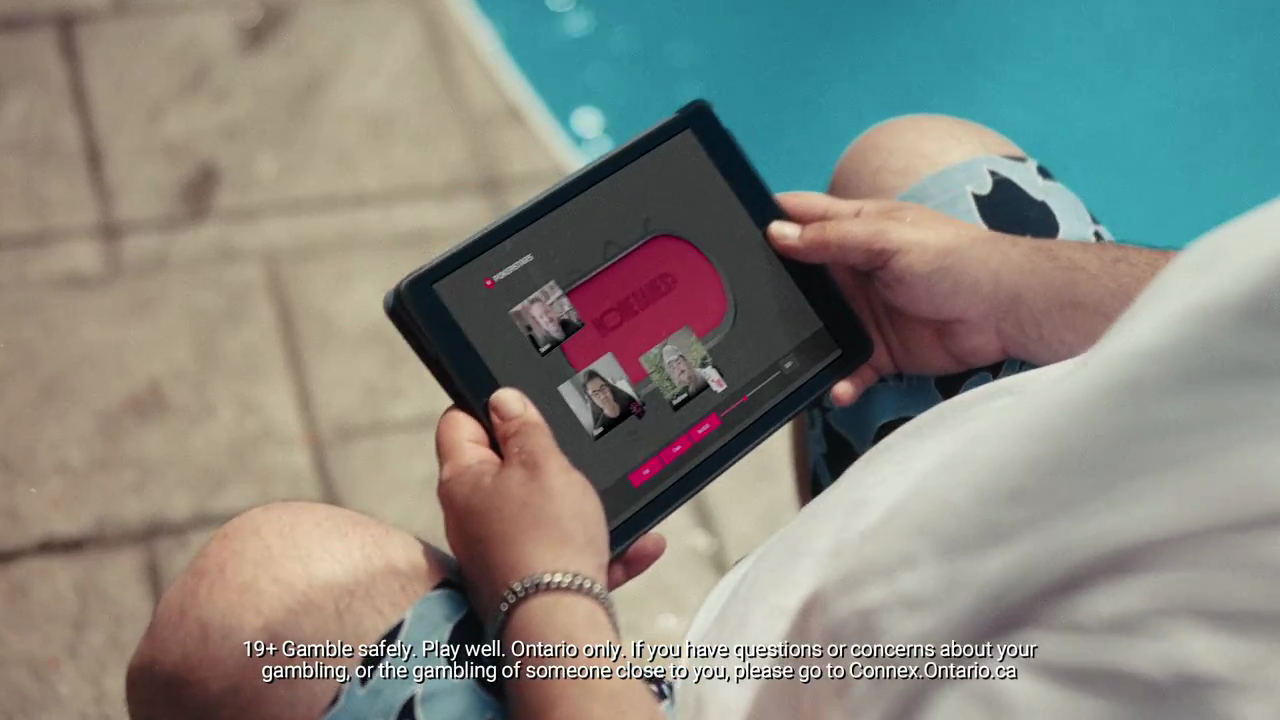 POKERSTARS
19+ Gamble safely. Play well. Ontario only. If you have questions or concerns about your
gambling, or the gambling of someone close to you, please go to Connex.Ontario.ca